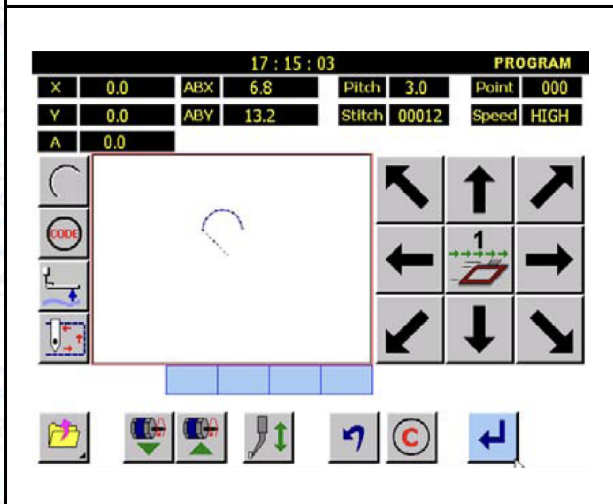 17 : 15 : 03 PROGRAM
X 0.0 ABX 6.8 Pitch 3.0 Point 000
Y 0.0 ABY 13.2 Stitch 00012 Speed HIGH
A 0.0
CODE
1
C